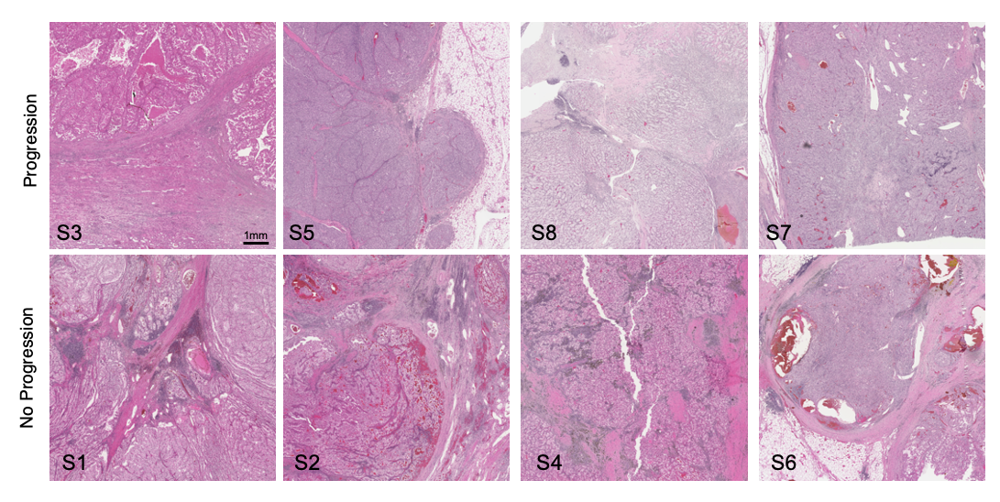 Progression
S3
1mm
S5
S8
S7
No Progression
S1
S2
S4
S6